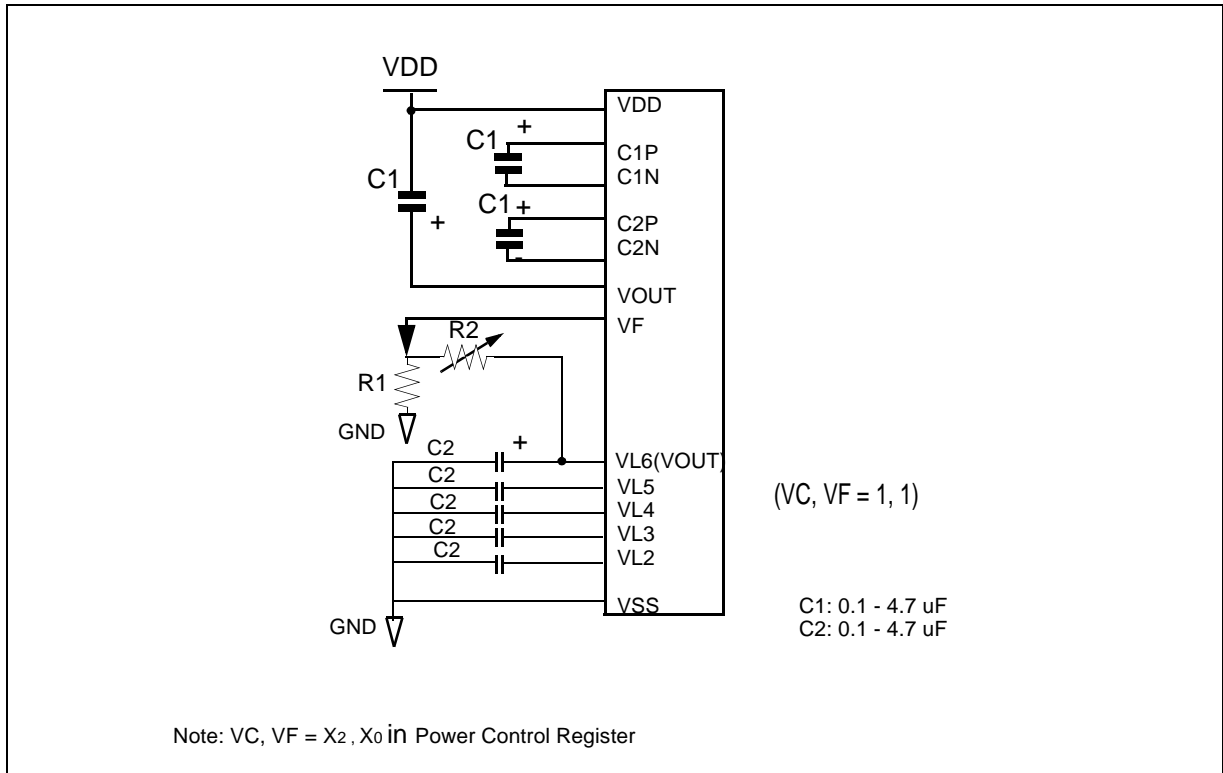 VDD
VDD
C1 +
C1P
C1N
C1
+
C1 +
C2P
-
C2N
VOUT
VF
R2
R1
GND
C2 +
VL6(VOUT)
C2
VL5
C2
VL4
C2
VL3
C2
VL2
(VC, VF = 1, 1)
VSS
GND
C1: 0.1 - 4.7 uF
C2: 0.1 - 4.7 uF
Note: VC, VF = X2 , X0 in Power Control Register